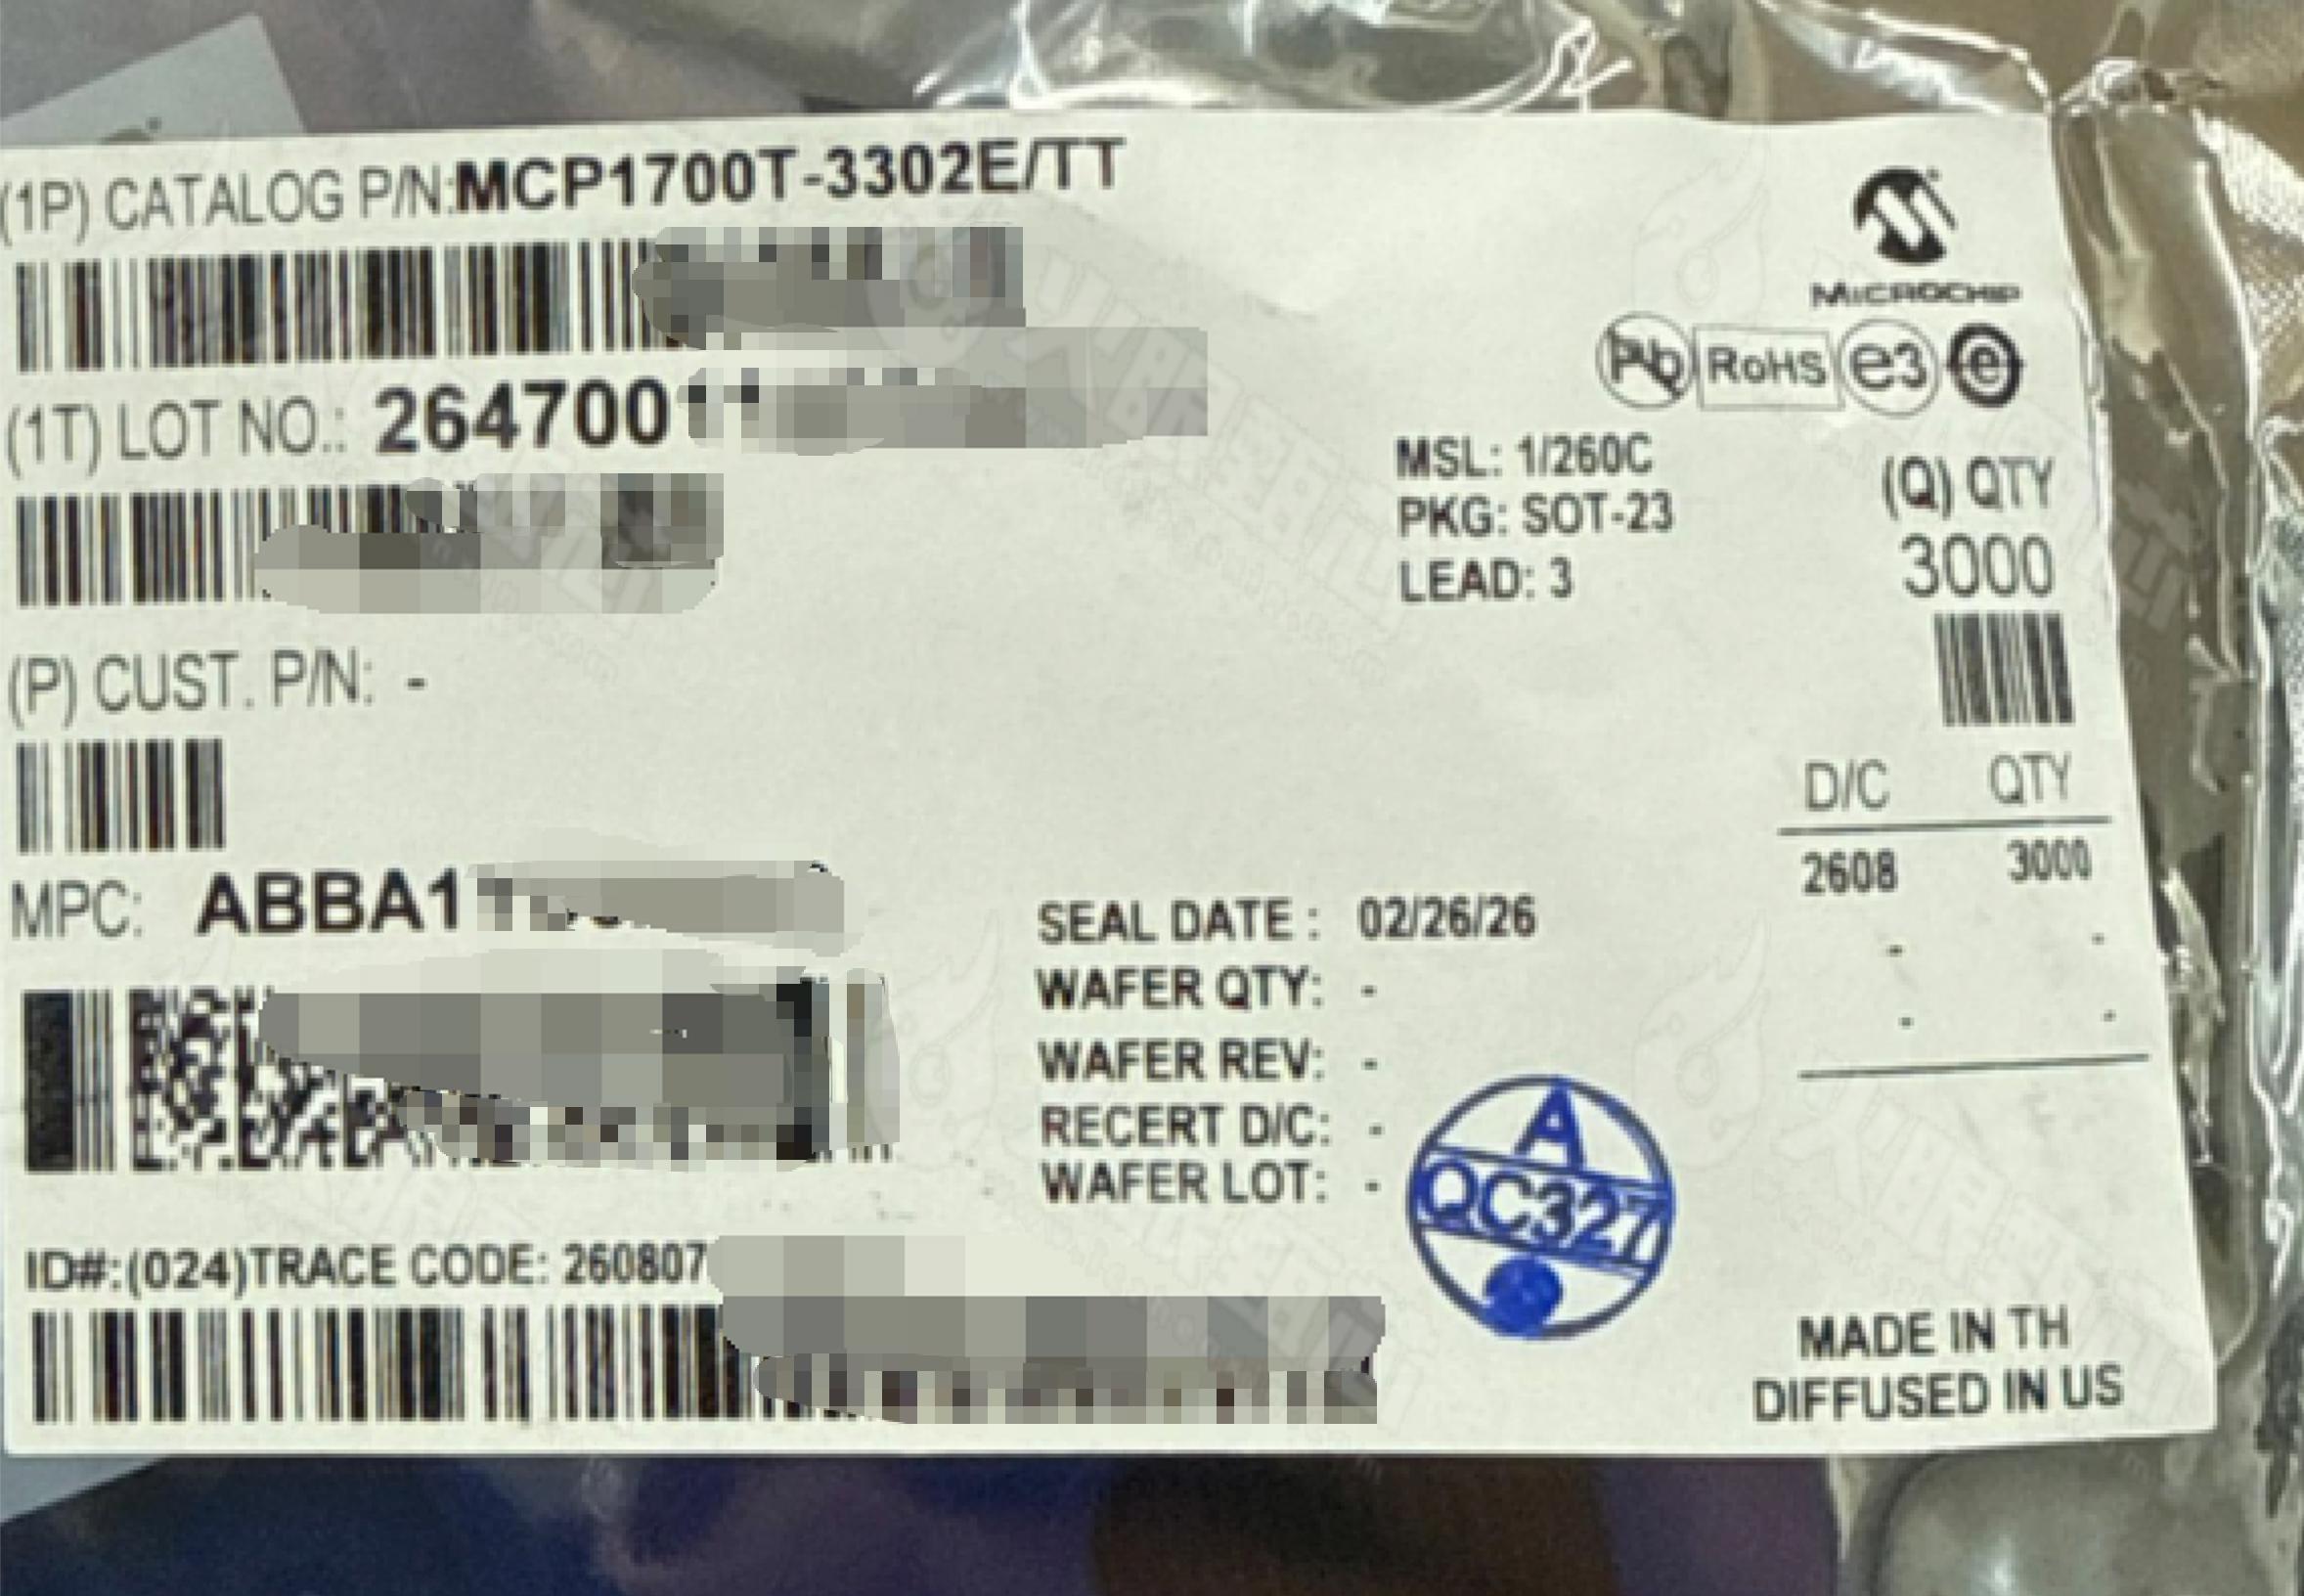 (1P) CATALOG P/N:MCP1700T-3302E/TT
MICROCHIP
Pb RoHS e3 e
(1T) LOT NO.: 264700
MSL: 1/260C
PKG: SOT-23
LEAD: 3
(Q) QTY
3000
(P) CUST. P/N: -
D/C QTY
2608 3000
- -
- -
MPC: ABBA1
SEAL DATE : 02/26/26
WAFER QTY: -
WAFER REV: -
RECERT D/C: -
WAFER LOT: -
A
QC327
ID#:(024)TRACE CODE: 260807
MADE IN TH
DIFFUSED IN US